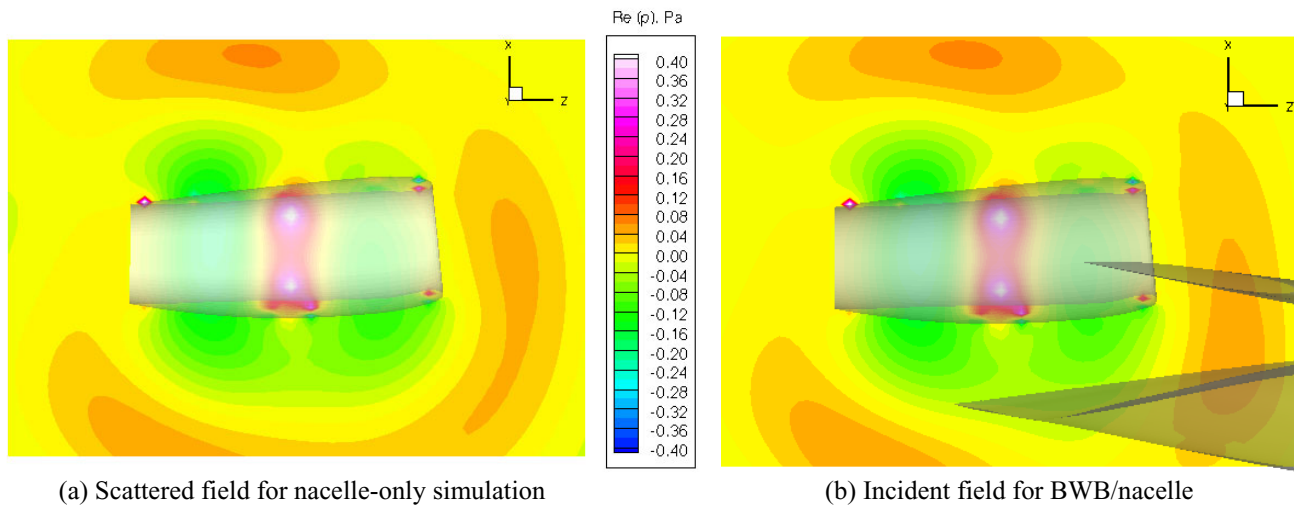 Re (p). Pa
X
Y
Z
0.40
0.36
0.32
0.28
0.24
0.20
0.16
0.12
0.08
0.04
0.00
-0.04
-0.08
-0.12
-0.16
-0.20
-0.24
-0.28
-0.32
-0.36
-0.40
X
Y
Z
(a) Scattered field for nacelle-only simulation
(b) Incident field for BWB/nacelle